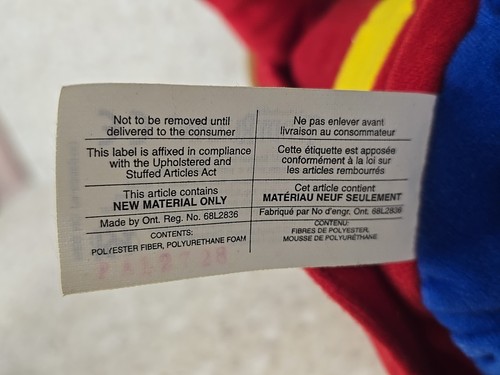 Not to be removed until
delivered to the consumer
This label is affixed in compliance
with the Upholstered and
Stuffed Articles Act
This article contains
NEW MATERIAL ONLY
Made by Ont. Reg. No. 68L2836
CONTENTS:
POLYESTER FIBER, POLYURETHANE FOAM
Ne pas enlever avant
livraison au consommateur
Cette étiquette est apposée
conformément à la loi sur
les articles rembourrés
Cet article contient
MATÉRIAU NEUF SEULEMENT
Fabriqué par No d'engr. Ont. 68L2836
CONTENU:
FIBRES DE POLYESTER,
MOUSSE DE POLYURÉTHANE